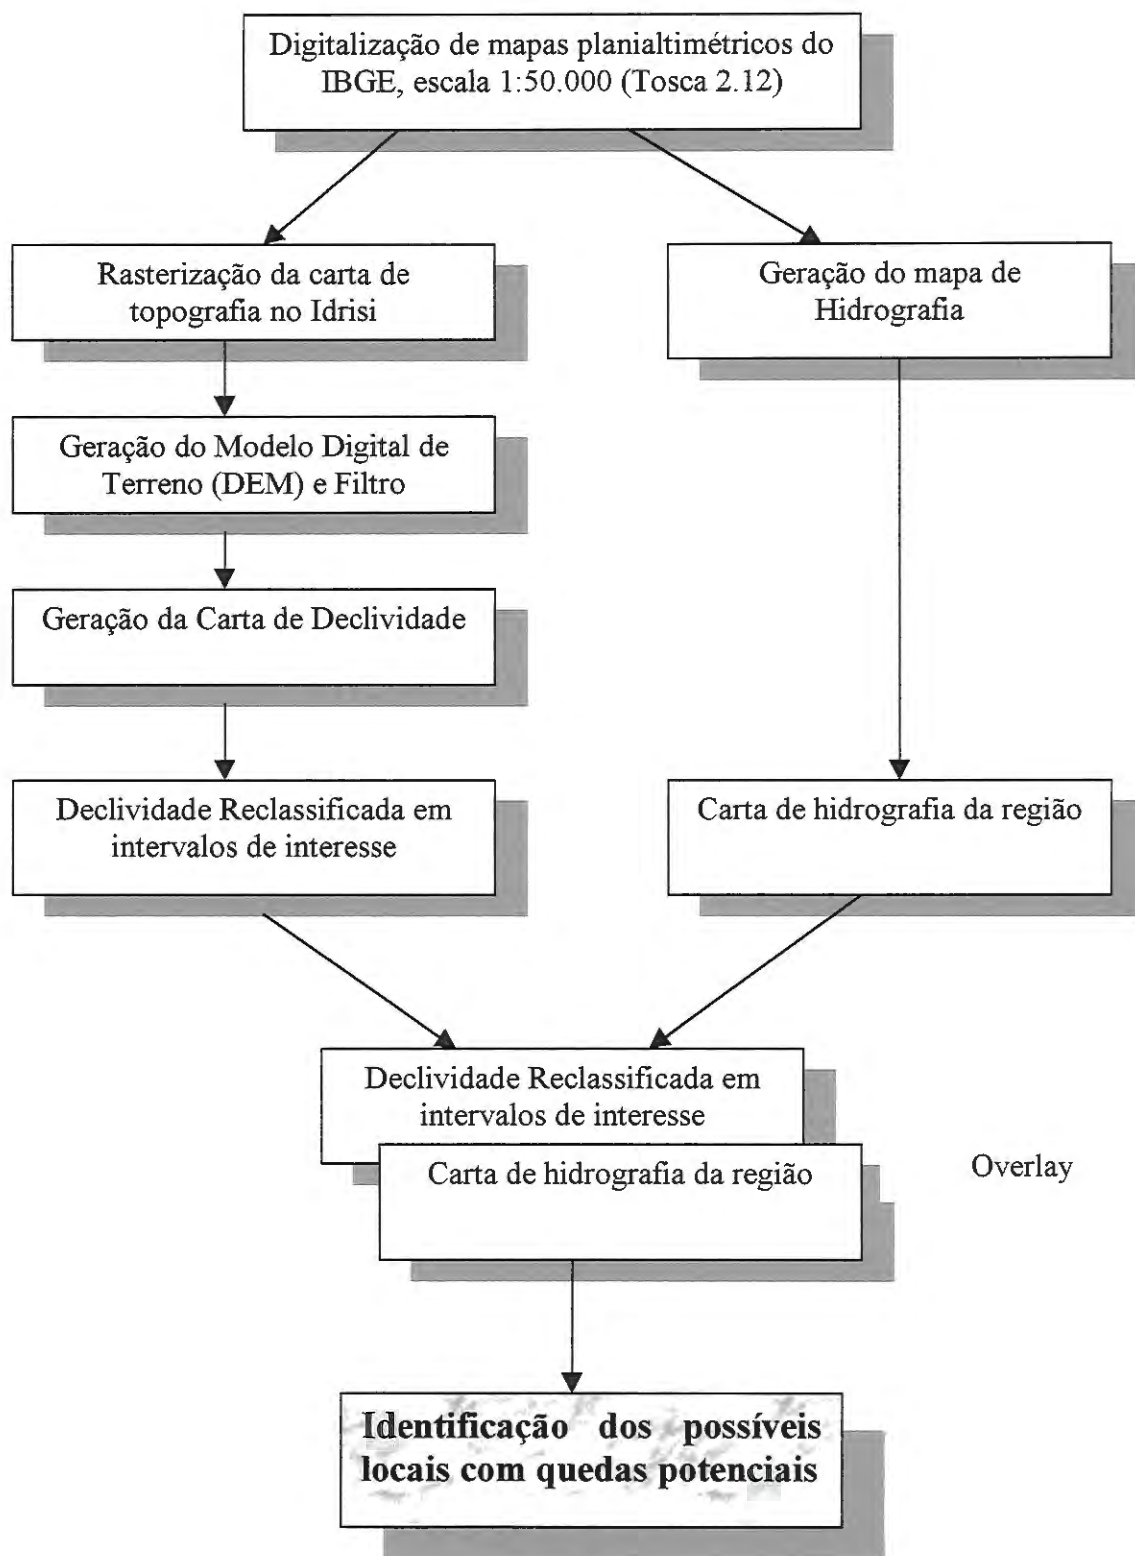 Digitalização de mapas planialtimétricos do
IBGE, escala 1:50.000 (Tosca 2.12)
Rasterização da carta de
topografia no Idrisi
Geração do mapa de
Hidrografia
Geração do Modelo Digital de
Terreno (DEM) e Filtro
Geração da Carta de Declividade
Declividade Reclassificada em
intervalos de interesse
Carta de hidrografia da região
Declividade Reclassificada em
intervalos de interesse
Carta de hidrografia da região
Overlay
Identificação dos possíveis
locais com quedas potenciais